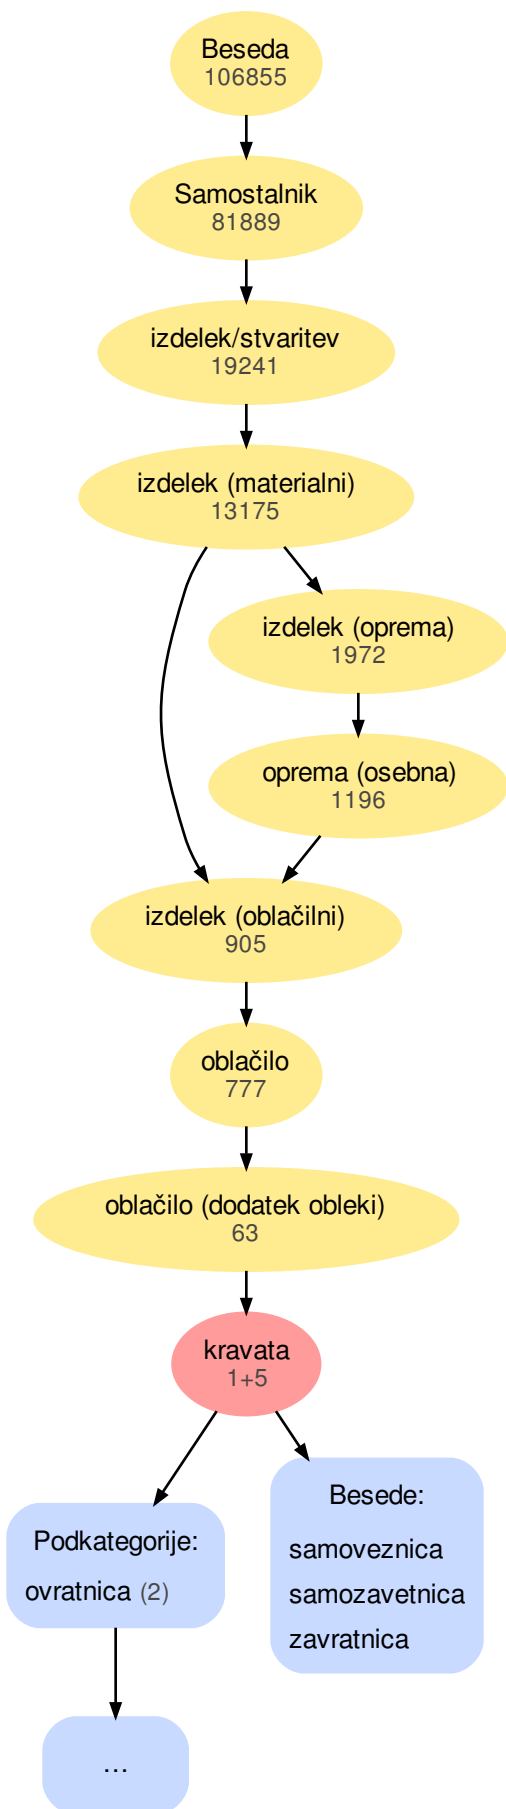 Beseda
106855
Samostalnik
81889
izdelek/stvaritev
19241
izdelek (materialni)
13175
izdelek (oprema)
1972
oprema (osebna)
1196
izdelek (oblačilni)
905
oblačilo
777
oblačilo (dodatek obleki)
63
kravata
1+5
Podkategorije:
ovratnica (2)
Besede:
samoveznica
samozavetnica
zavratnica
...